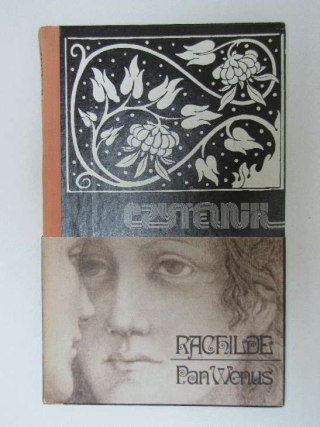 CZYTELNIK
RACHILDE
Pan Wenus